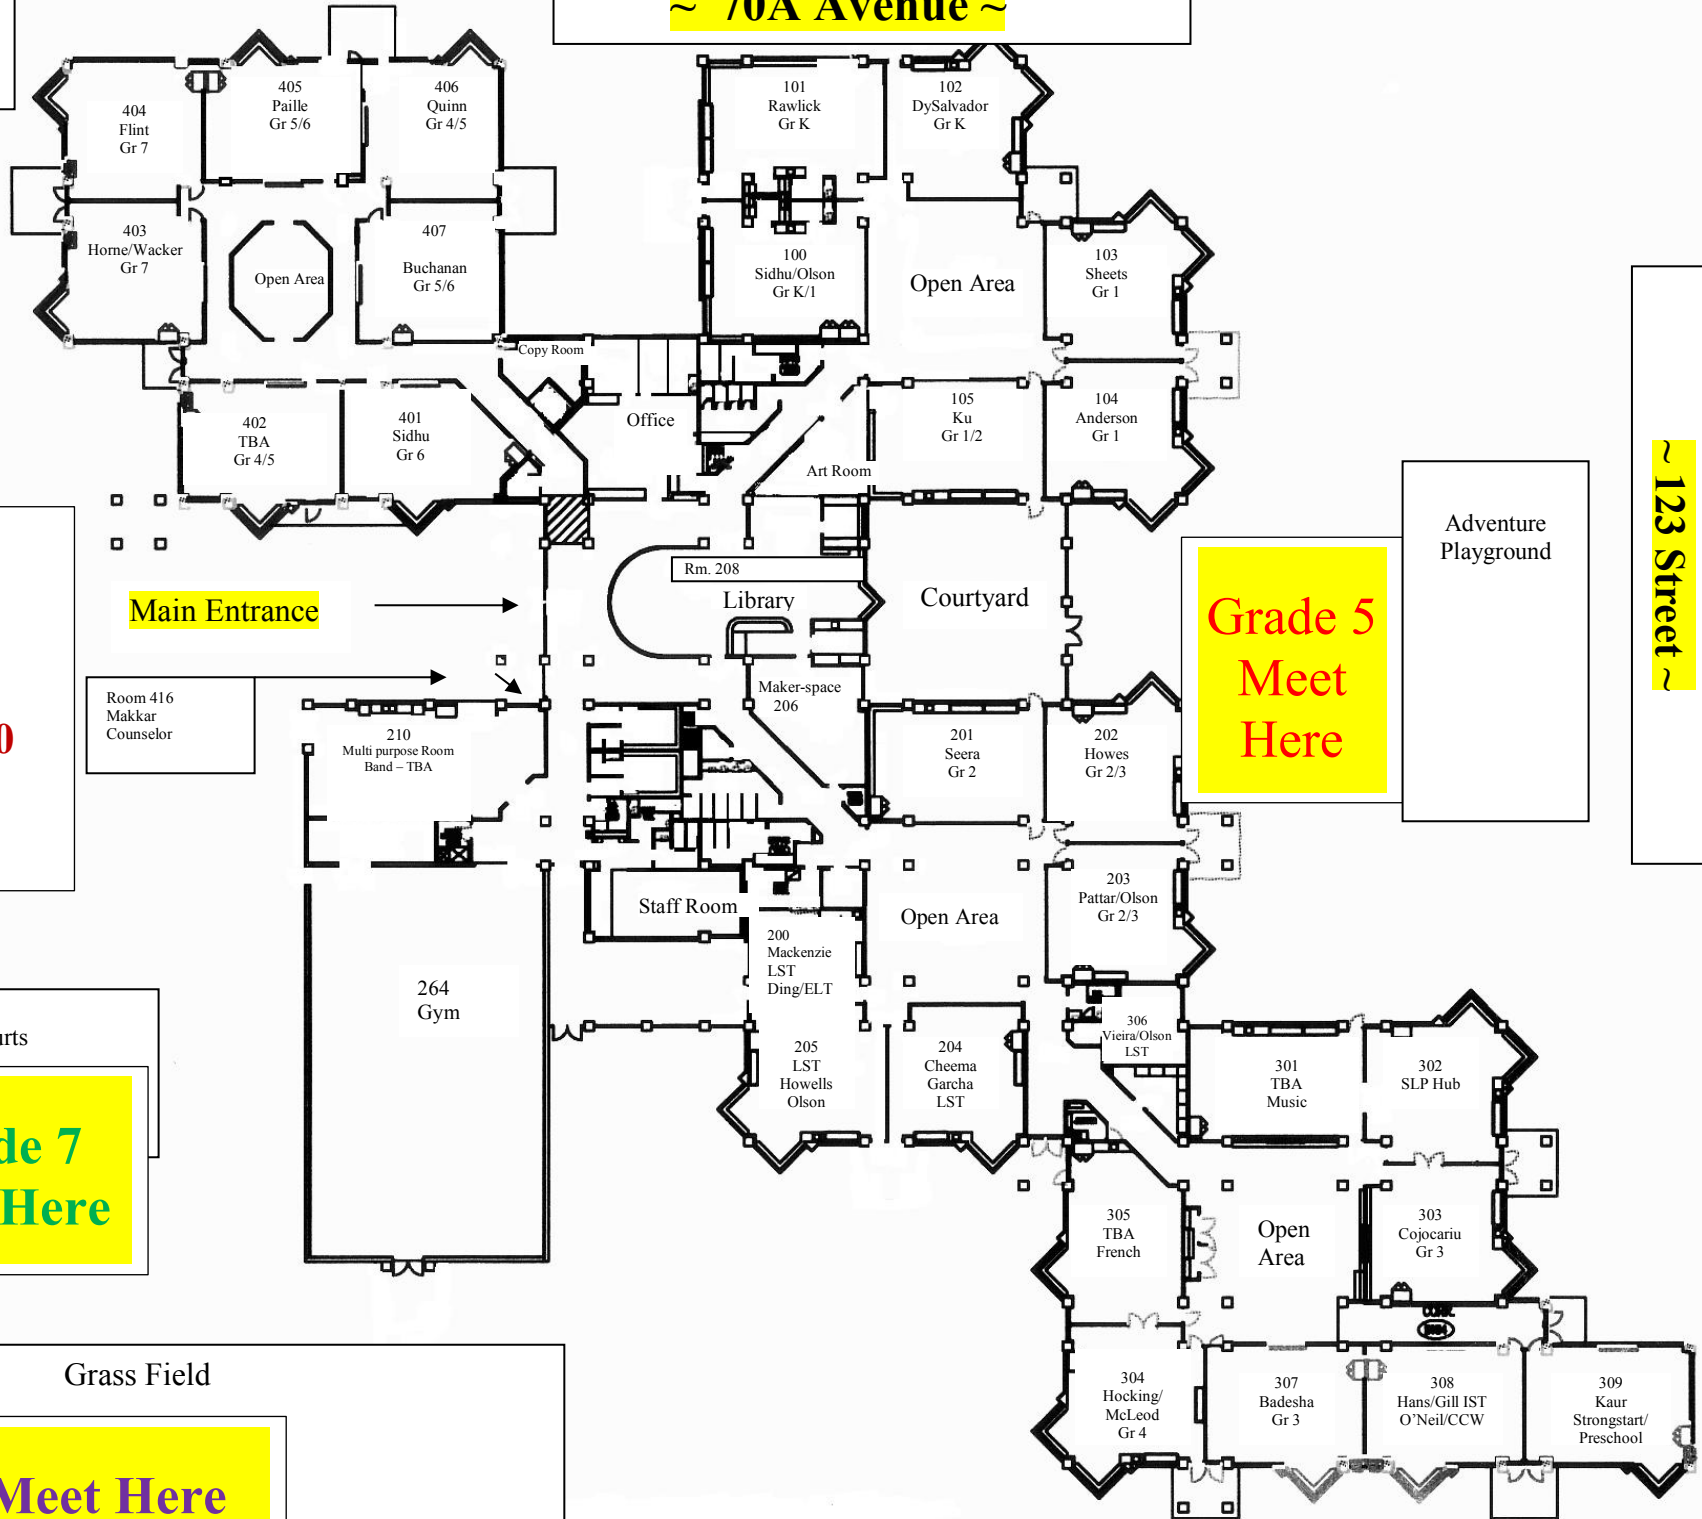 ~ 70A Avenue ~
404
Flint
Gr 7
405
Paille
Gr 5/6
406
Quinn
Gr 4/5
403
Horne/Wacker
Gr 7
Open Area
407
Buchanan
Gr 5/6
402
TBA
Gr 4/5
401
Sidhu
Gr 6
Copy Room
Office
101
Rawlick
Gr K
102
DySalvador
Gr K
100
Sidhu/Olson
Gr K/1
Open Area
103
Sheets
Gr 1
105
Ku
Gr 1/2
104
Anderson
Gr 1
Art Room
Rm. 208
Library
Courtyard
Main Entrance
Room 416
Makkar
Counselor
Maker-space
206
210
Multi purpose Room
Band – TBA
201
Seera
Gr 2
202
Howes
Gr 2/3
Grade 5
Meet
Here
Adventure
Playground
~ 123 Street ~
0
Staff Room
Open Area
203
Pattar/Olson
Gr 2/3
200
Mackenzie
LST
Ding/ELT
264
Gym
205
LST
Howells
Olson
204
Cheema
Garcha
LST
306
Vieira/Olson
LST
301
TBA
Music
302
SLP Hub
305
TBA
French
Open
Area
303
Cojocariu
Gr 3
304
Hocking/
McLeod
Gr 4
307
Badesha
Gr 3
308
Hans/Gill IST
O'Neil/CCW
309
Kaur
Strongstart/
Preschool
urts
de 7
Here
Grass Field
Meet Here